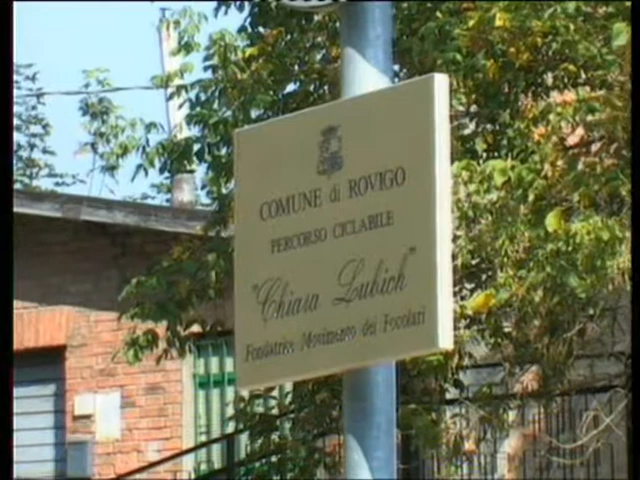 COMUNE di ROVIGO
PERCORSO CICLABILE
"Chiara Lubich"
Fondatrice Movimento dei Focolari